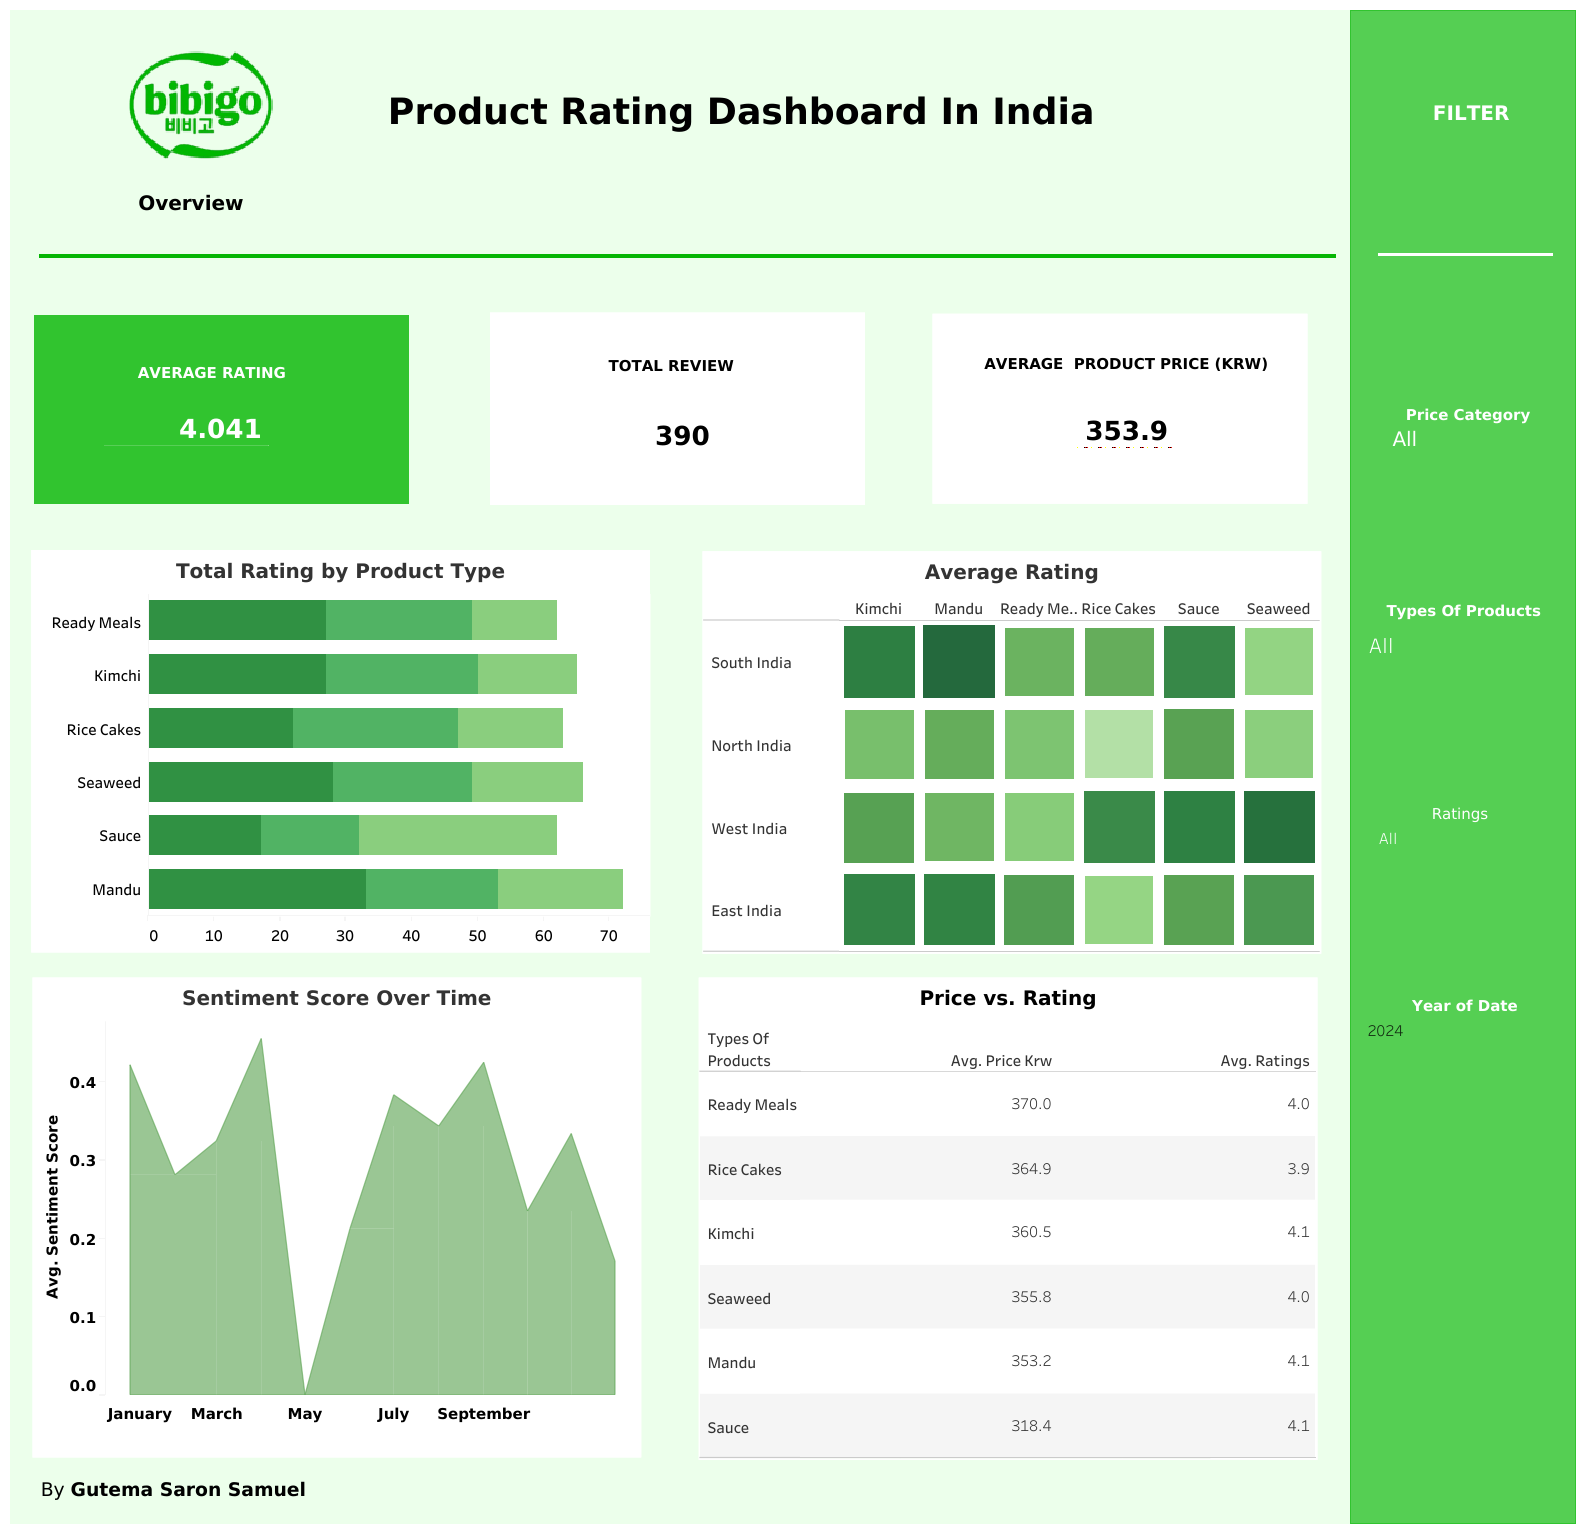 bibigo
비비고
Product Rating Dashboard In India
FILTER
Overview
AVERAGE RATING
4.041
TOTAL REVIEW
390
AVERAGE  PRODUCT PRICE (KRW)
353.9
Price Category
All
Types Of Products
All
Ratings
All
Year of Date
2024
Total Rating by Product Type
Ready Meals
Kimchi
Rice Cakes
Seaweed
Sauce
Mandu
0 10 20 30 40 50 60 70
Average Rating
Kimchi Mandu Ready Me.. Rice Cakes Sauce Seaweed
South India
North India
West India
East India
Sentiment Score Over Time
Avg. Sentiment Score
0.4
0.3
0.2
0.1
0.0
January March May July September
Price vs. Rating
Types Of
Products Avg. Price Krw Avg. Ratings
Ready Meals 370.0 4.0
Rice Cakes 364.9 3.9
Kimchi 360.5 4.1
Seaweed 355.8 4.0
Mandu 353.2 4.1
Sauce 318.4 4.1
By Gutema Saron Samuel